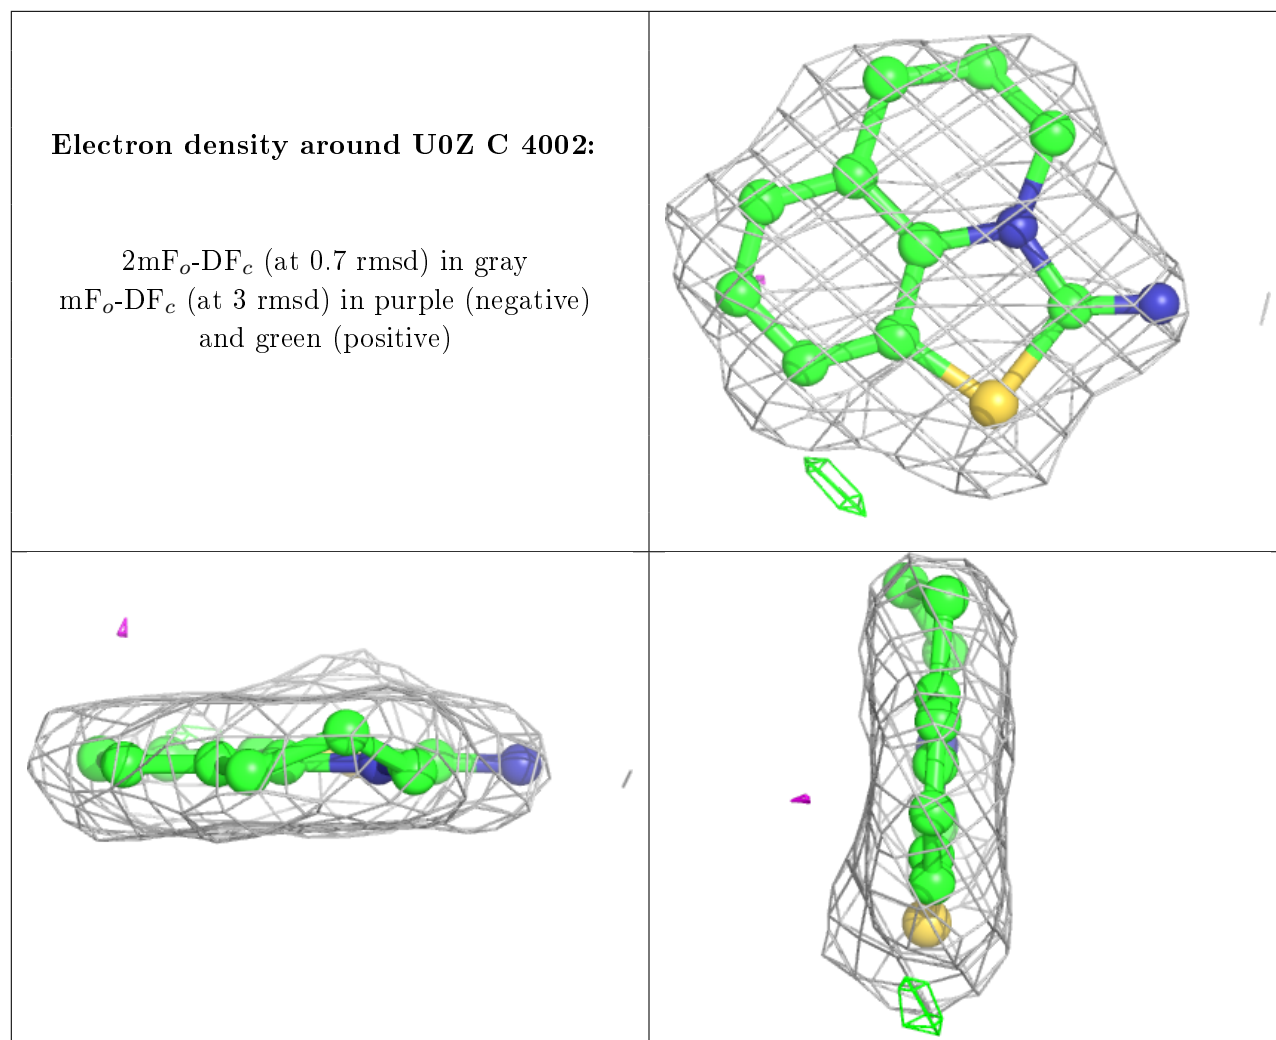 Electron density around U0Z C 4002:
2mFo-DFc (at 0.7 rmsd) in gray
mFo-DFc (at 3 rmsd) in purple (negative)
and green (positive)